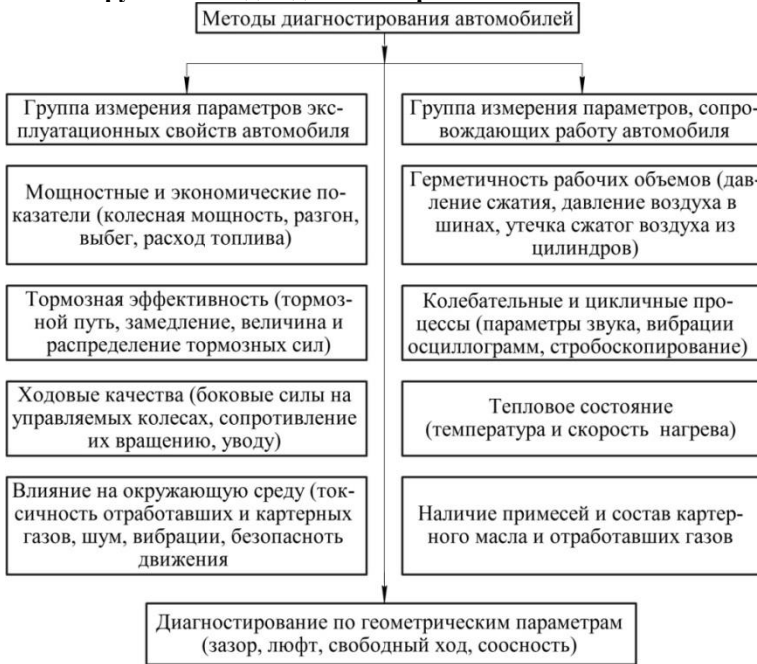 Методы диагностирования автомобилей
Группа измерения параметров экс-
плуатационных свойств автомобиля
Мощностные и экономические по-
казатели (колесная мощность, разгон,
выбег, расход топлива)
Тормозная эффективность (тормоз-
ной путь, замедление, величина и
распределение тормозных сил)
Ходовые качества (боковые силы на
управляемых колесах, сопротивление
их вращению, уводу)
Влияние на окружающую среду (ток-
сичность отработавших и картерных
газов, шум, вибрации, безопасноть
движения
Группа измерения параметров, сопро-
вождающих работу автомобиля
Герметичность рабочих объемов (дав-
ление сжатия, давление воздуха в
шинах, утечка сжатог воздуха из
цилиндров)
Колебательные и цикличные про-
цессы (параметры звука, вибрации
осциллограмм, стробоскопирование)
Тепловое состояние
(температура и скорость нагрева)
Наличие примесей и состав картер-
ного масла и отработавших газов
Диагностирование по геометрическим параметрам
(зазор, люфт, свободный ход, соосность)